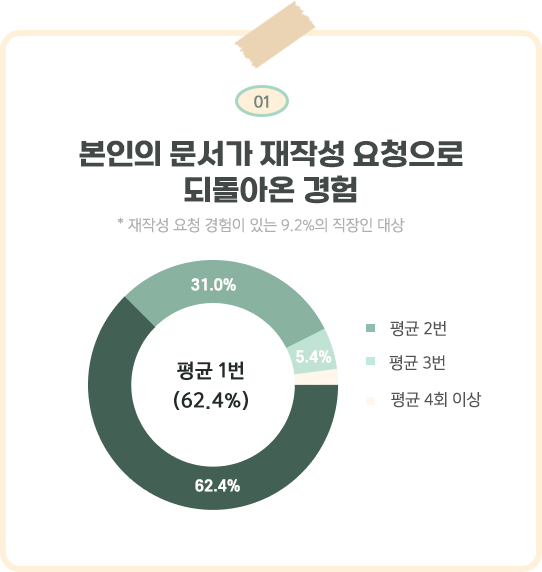 01
본인의 문서가 재작성 요청으로
되돌아온 경험
* 재작성 요청 경험이 있는 9.2%의 직장인 대상
31.0%
5.4%
평균 1번
(62.4%)
62.4%
평균 2번
평균 3번
평균 4회 이상